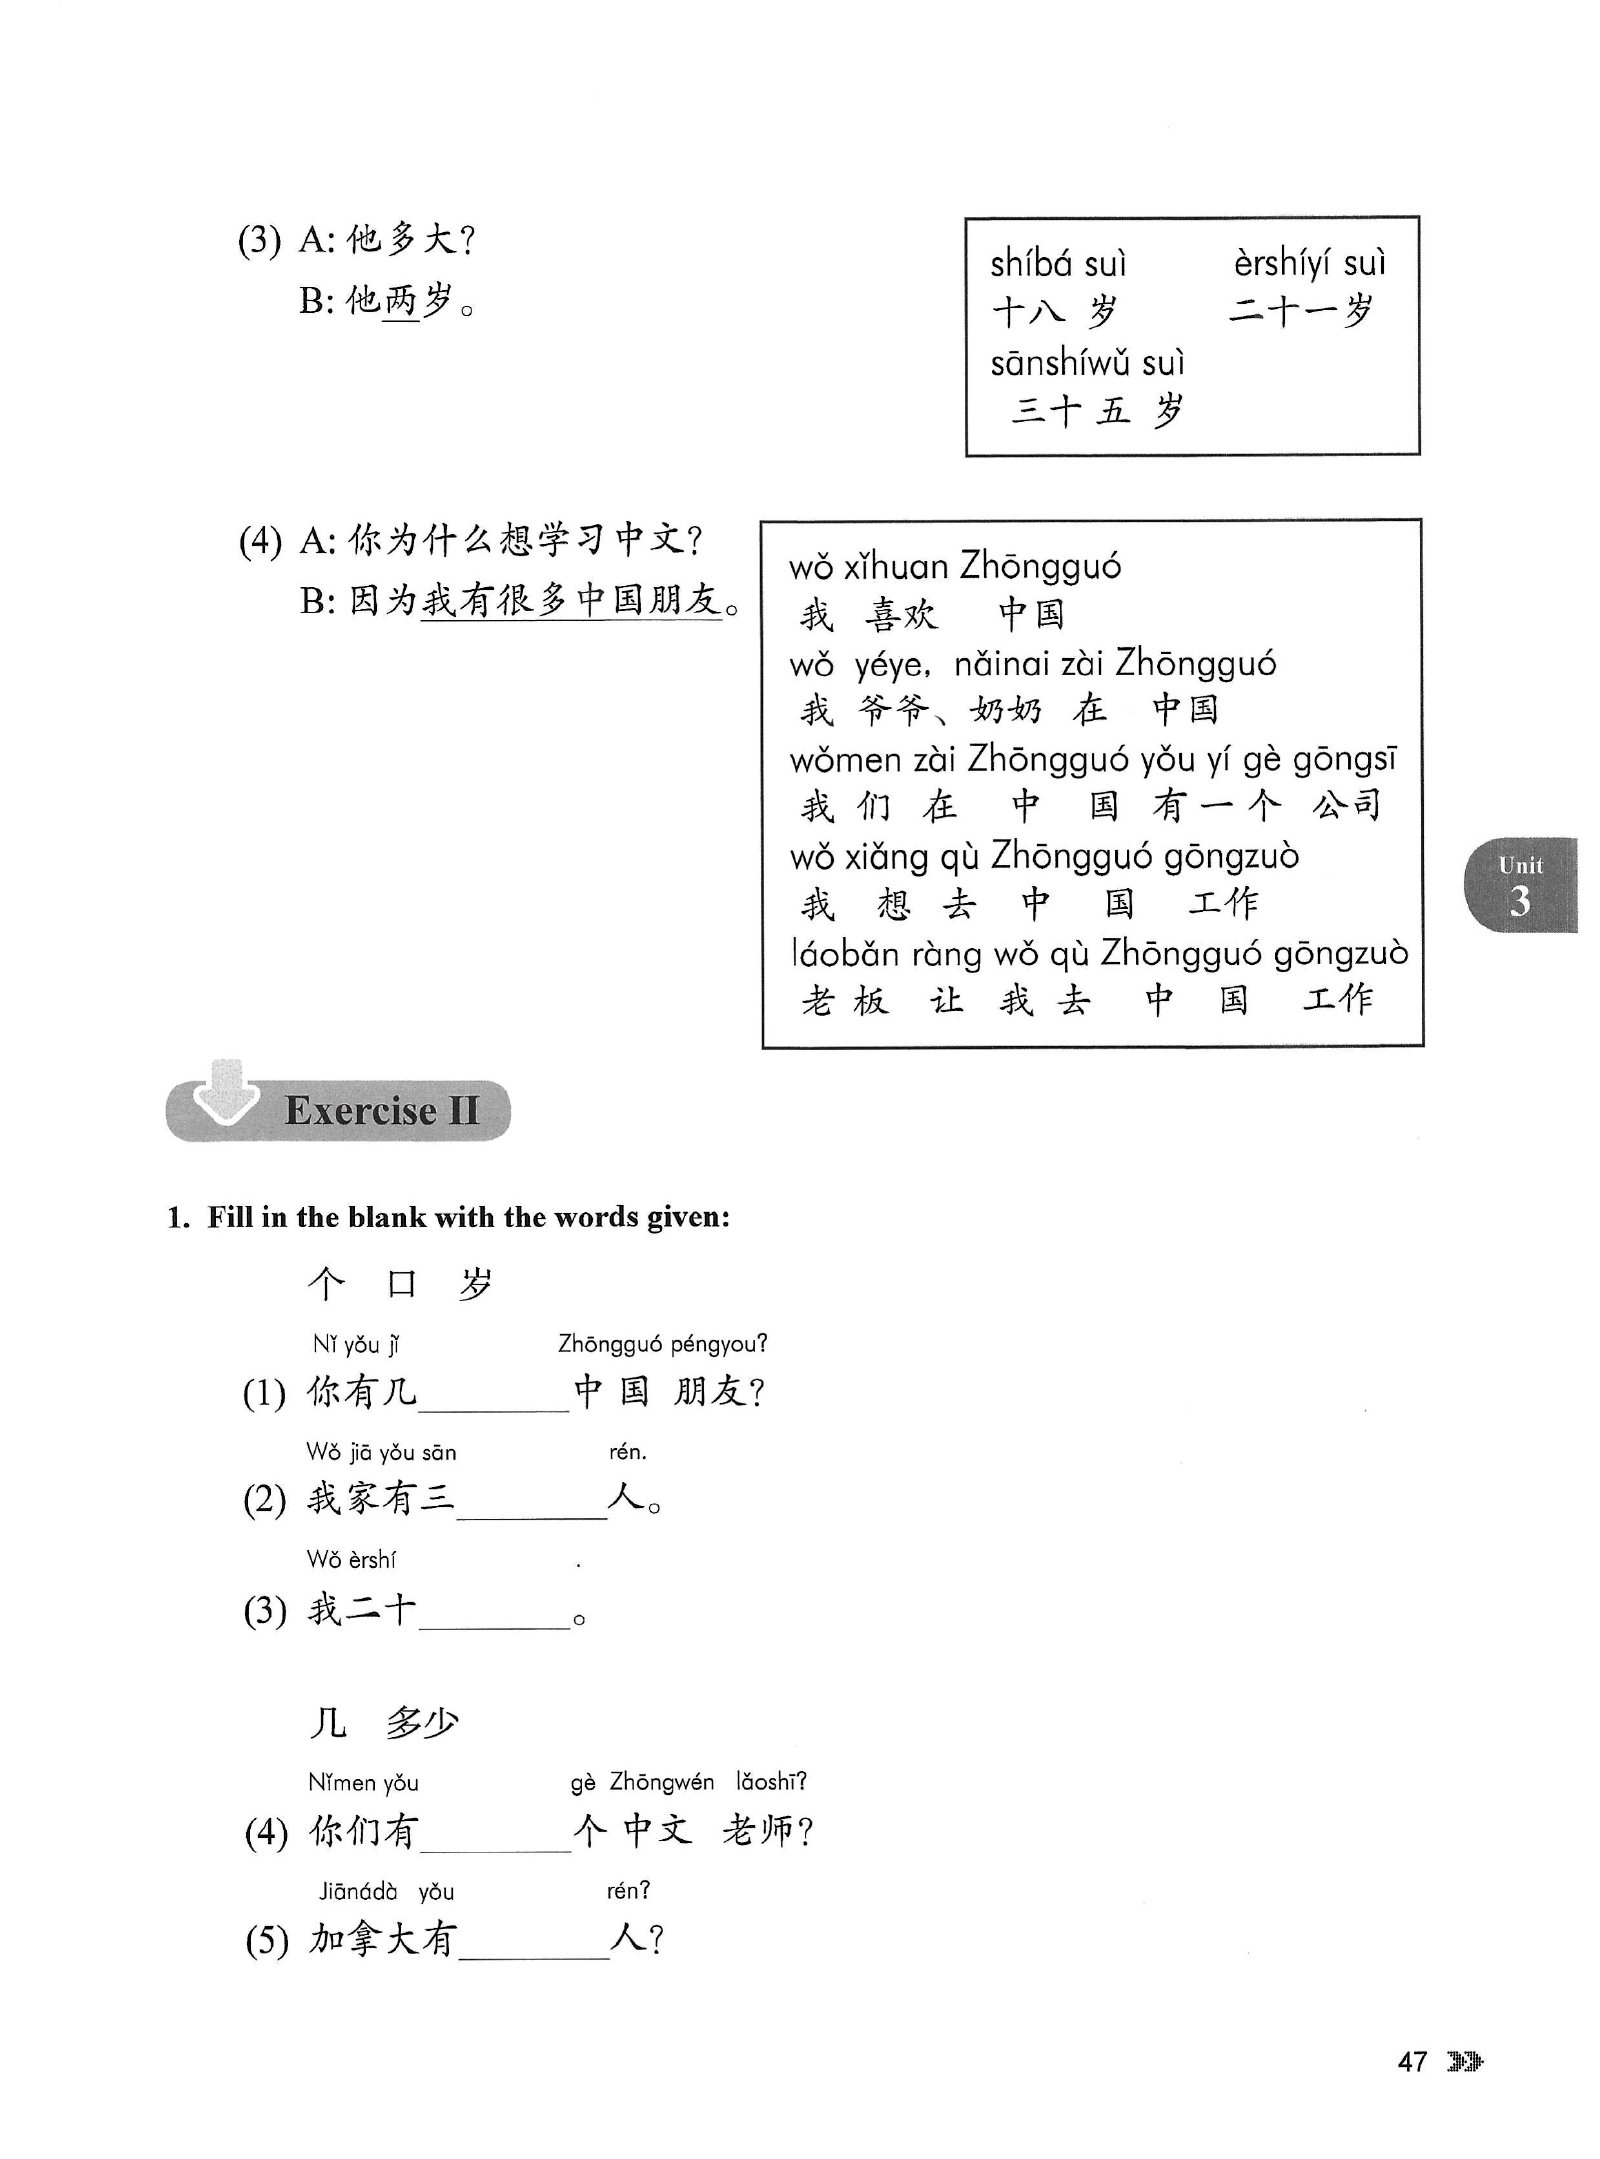 (3) A: 他多大？
B: 他两岁。
shíbá suì èrshíyí suì
十八 岁 二十一岁
sānshíwǔ suì
三十 五 岁
(4) A: 你为什么想学习中文？
B: 因为我有很多中国朋友。
wǒ xǐhuan Zhōngguó
我 喜欢 中国
wǒ yéye, nǎinai zài Zhōngguó
我 爷爷、奶奶 在 中国
wǒmen zài Zhōngguó yǒu yí gè gōngsī
我 们 在 中 国 有 一 个 公司
wǒ xiǎng qù Zhōngguó gōngzuò
我 想 去 中 国 工作
láobǎn ràng wǒ qù Zhōngguó gōngzuò
老 板 让 我 去 中 国 工作
Unit
3
Exercise II
1. Fill in the blank with the words given:
个 口 岁
Nǐ yǒu jǐ Zhōngguó péngyou?
(1) 你有几________中 国 朋友？
Wǒ jiā yǒu sān rén.
(2) 我家有三________人。
Wǒ èrshí .
(3) 我二十________。
几 多少
Nǐmen yǒu gè Zhōngwén lǎoshī?
(4) 你们有________个 中文 老师？
Jiānádà yǒu rén?
(5) 加拿大有________人？
47